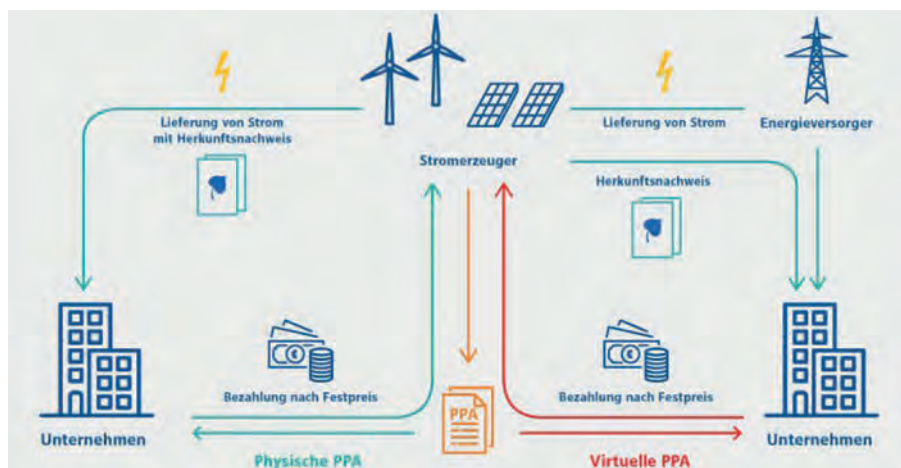 Lieferung von Strom
mit Herkunftsnachweis
Stromerzeuger
Lieferung von Strom
Energieversorger
Herkunftsnachweis
Bezahlung nach Festpreis
PPA
Bezahlung nach Festpreis
Unternehmen
Physische PPA
Virtuelle PPA
Unternehmen